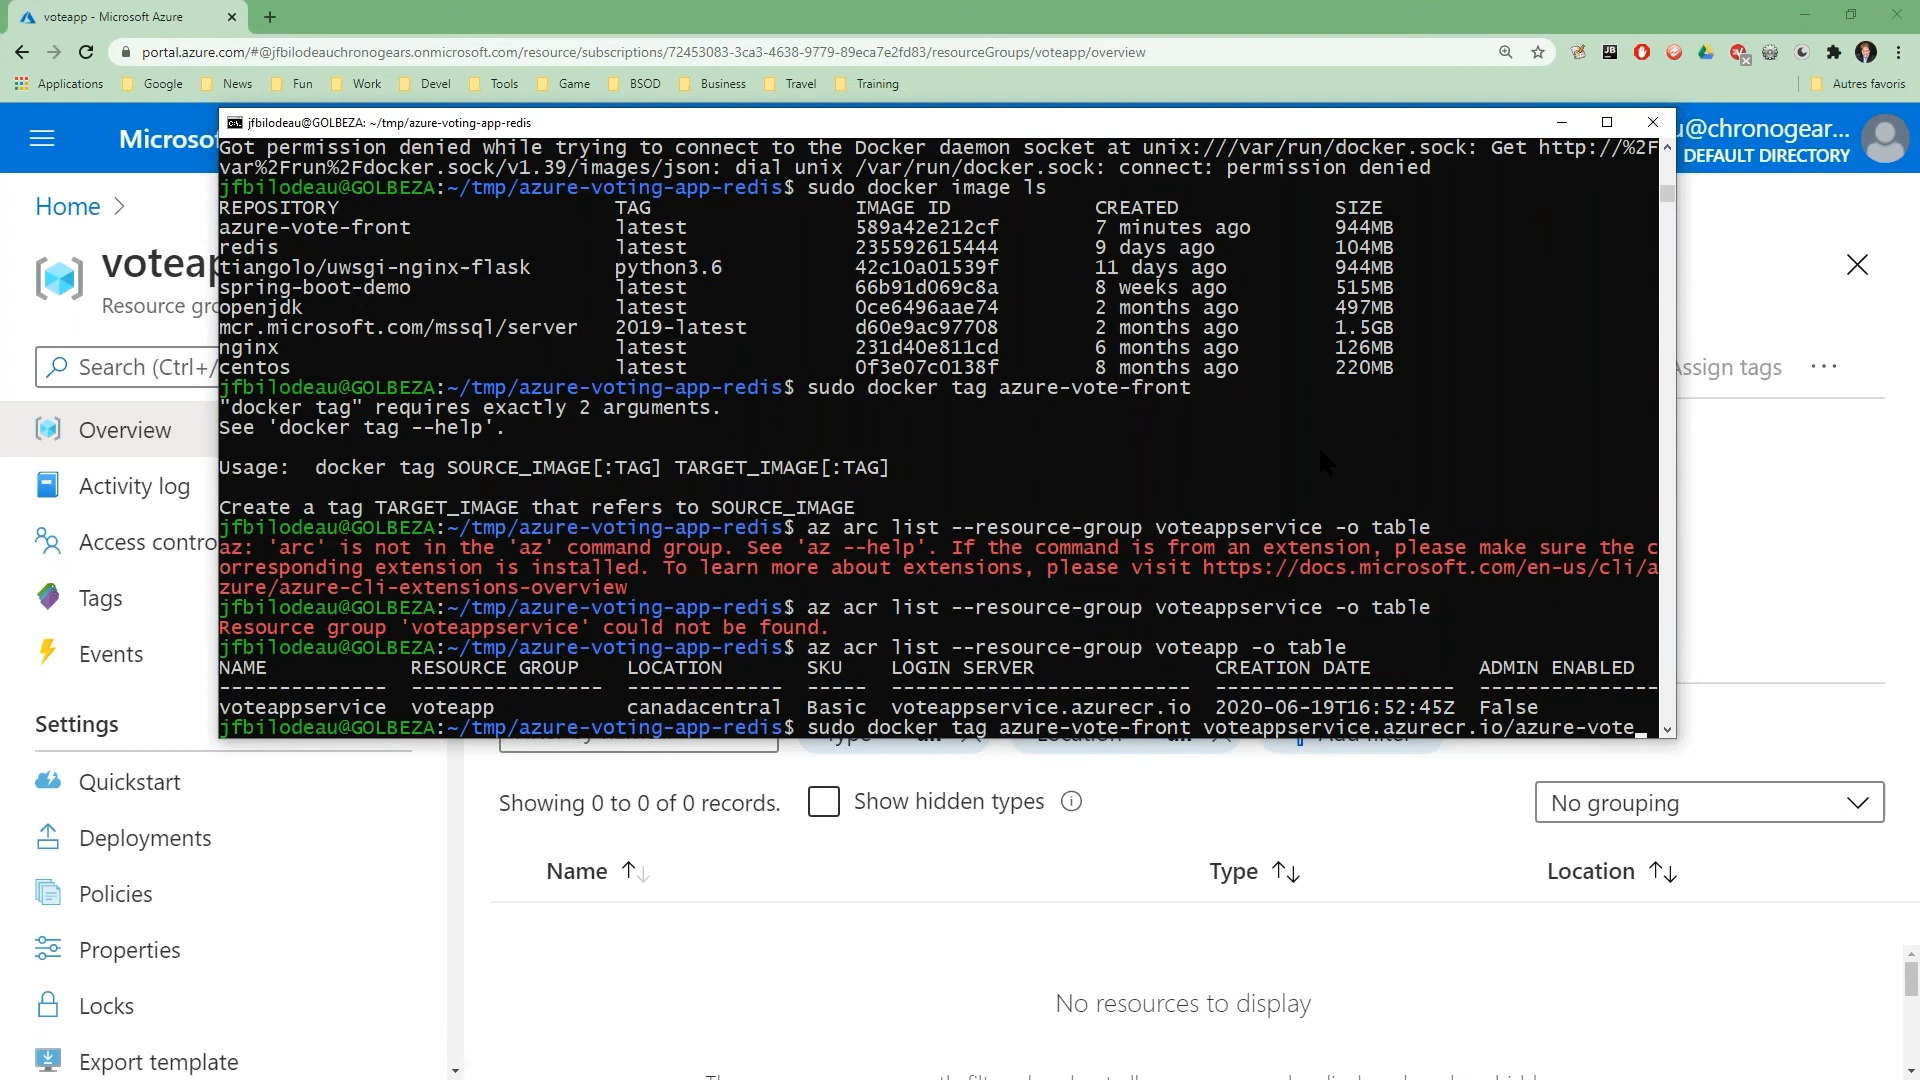 voteapp - Microsoft Azure
portal.azure.com/#@jfbilodeauchronogears.onmicrosoft.com/resource/subscriptions/72453083-3ca3-4638-9779-89eca7e2fd83/resourceGroups/voteapp/overview
Applications Google News Fun Work Devel Tools Game BSOD Business Travel Training Autres favoris
jfbilodeau@GOLBEZA: ~/tmp/azure-voting-app-redis
Microso
u@chronogear...
DEFAULT DIRECTORY
Got permission denied while trying to connect to the Docker daemon socket at unix:///var/run/docker.sock: Get http://%2F
var%2Frun%2Fdocker.sock/v1.39/images/json: dial unix /var/run/docker.sock: connect: permission denied
jfbilodeau@GOLBEZA:~/tmp/azure-voting-app-redis$ sudo docker image ls
REPOSITORY TAG IMAGE ID CREATED SIZE
azure-vote-front latest 589a42e212cf 7 minutes ago 944MB
redis latest 235592615444 9 days ago 104MB
tiangolo/uwsgi-nginx-flask python3.6 42c10a01539f 11 days ago 944MB
spring-boot-demo latest 66b91d069c8a 8 weeks ago 515MB
openjdk latest 0ce6496aae74 2 months ago 497MB
mcr.microsoft.com/mssql/server 2019-latest d60e9ac97708 2 months ago 1.5GB
nginx latest 231d40e811cd 6 months ago 126MB
centos latest 0f3e07c0138f 8 months ago 220MB
jfbilodeau@GOLBEZA:~/tmp/azure-voting-app-redis$ sudo docker tag azure-vote-front
"docker tag" requires exactly 2 arguments.
See 'docker tag --help'.
Usage:  docker tag SOURCE_IMAGE[:TAG] TARGET_IMAGE[:TAG]
Create a tag TARGET_IMAGE that refers to SOURCE_IMAGE
jfbilodeau@GOLBEZA:~/tmp/azure-voting-app-redis$ az arc list --resource-group voteappservice -o table
az: 'arc' is not in the 'az' command group. See 'az --help'. If the command is from an extension, please make sure the c
orresponding extension is installed. To learn more about extensions, please visit https://docs.microsoft.com/en-us/cli/a
zure/azure-cli-extensions-overview
jfbilodeau@GOLBEZA:~/tmp/azure-voting-app-redis$ az acr list --resource-group voteappservice -o table
Resource group 'voteappservice' could not be found.
jfbilodeau@GOLBEZA:~/tmp/azure-voting-app-redis$ az acr list --resource-group voteapp -o table
NAME RESOURCE GROUP LOCATION SKU LOGIN SERVER CREATION DATE ADMIN ENABLED
voteappservice voteapp canadacentral Basic voteappservice.azurecr.io 2020-06-19T16:52:45Z False
jfbilodeau@GOLBEZA:~/tmp/azure-voting-app-redis$ sudo docker tag azure-vote-front voteappservice.azurecr.io/azure-vote
Home
voteap
Resource gro
Search (Ctrl+/
Assign tags
Overview
Activity log
Access contro
Tags
Events
Settings
Quickstart
Deployments
Policies
Properties
Locks
Export template
Showing 0 to 0 of 0 records. Show hidden types No grouping
Name Type Location
No resources to display